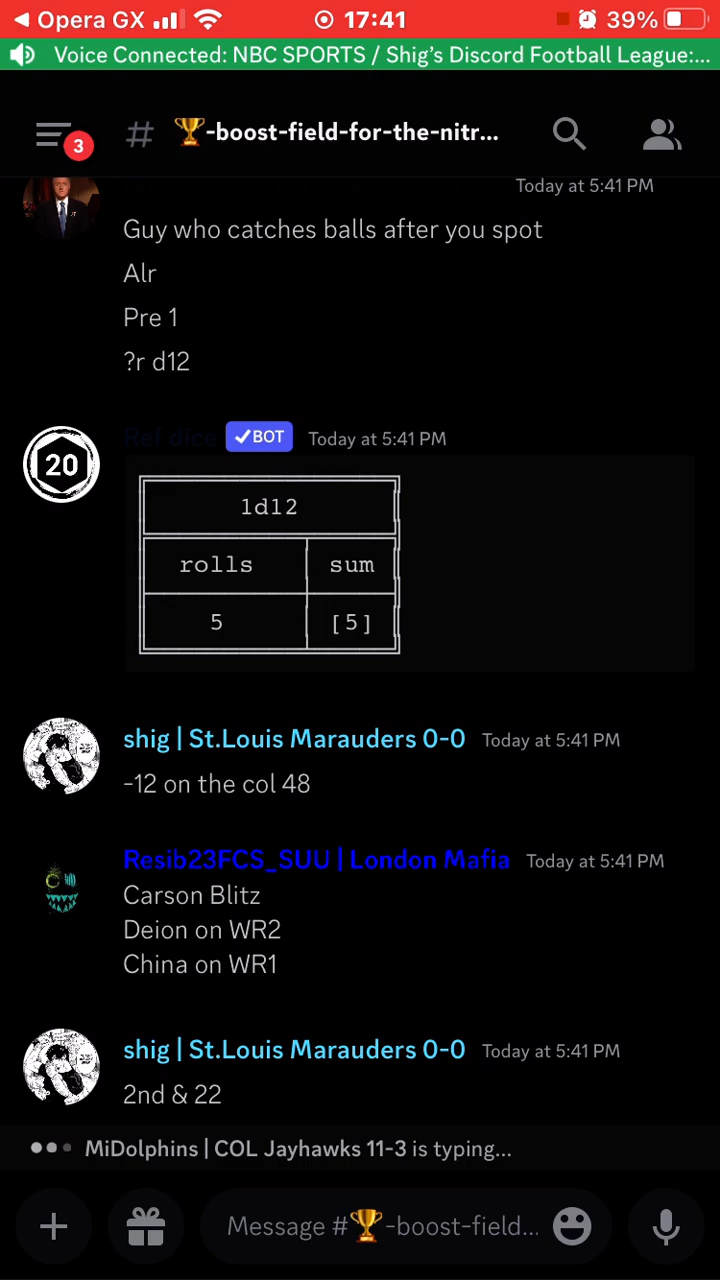 Opera GX 17:41 39%
Voice Connected: NBC SPORTS / Shig's Discord Football League:...
3 # 🏆-boost-field-for-the-nitr...
Today at 5:41 PM
Guy who catches balls after you spot
Alr
Pre 1
?r d12
20 Ref dice ✓BOT Today at 5:41 PM
1d12
rolls sum
5 [5]
shig | St.Louis Marauders 0-0 Today at 5:41 PM
-12 on the col 48
Resib23FCS_SUU | London Mafia Today at 5:41 PM
Carson Blitz
Deion on WR2
China on WR1
shig | St.Louis Marauders 0-0 Today at 5:41 PM
2nd & 22
MiDolphins | COL Jayhawks 11-3 is typing...
Message #🏆-boost-field...